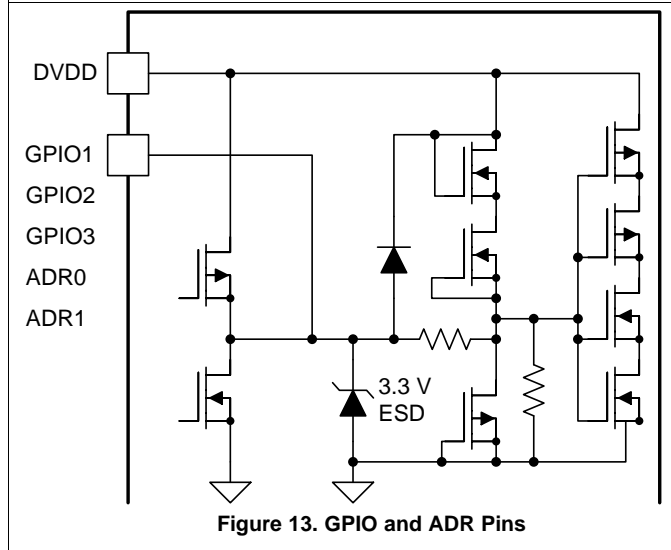 DVDD
GPIO1
GPIO2
GPIO3
ADR0
ADR1
3.3 V
ESD
Figure 13. GPIO and ADR Pins